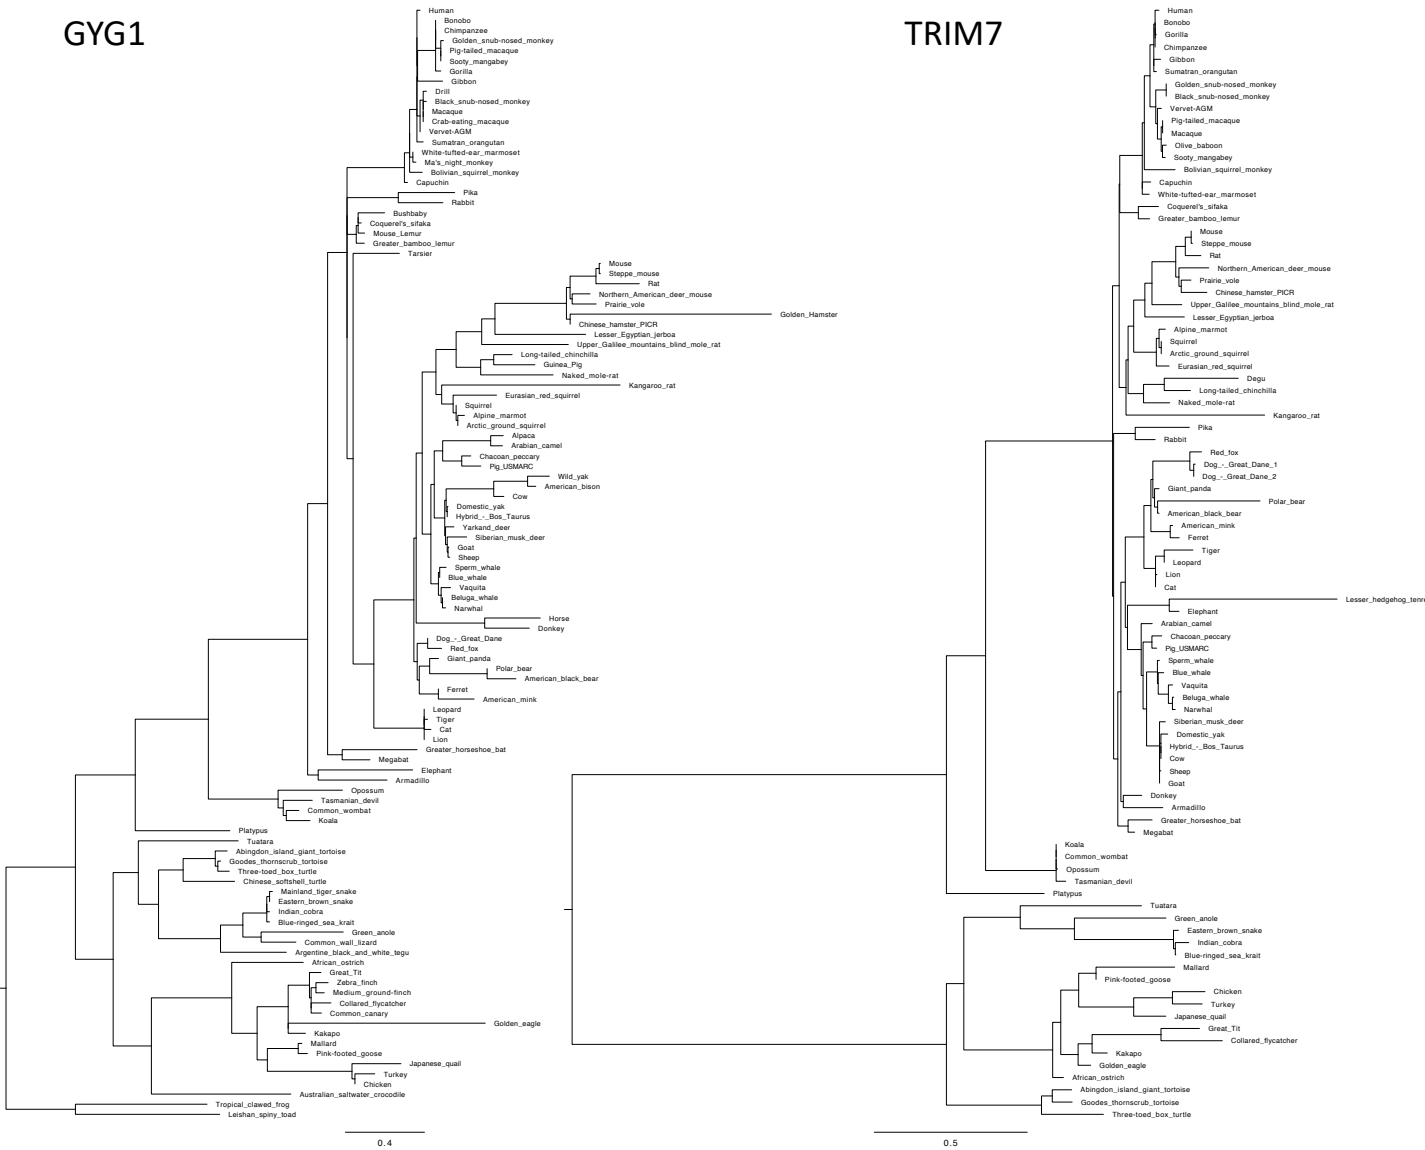 GYG1
Human
Bonobo
Chimpanzee
Golden_snub-nosed_monkey
Pig-tailed_macaque
Sooty_mangabey
Gorilla
Gibbon
Drill
Black_snub-nosed_monkey
Macaque
Crab-eating_macaque
Vervet-AGM
Sumatran_orangutan
White-tufted-ear_marmoset
Ma's_night_monkey
Bolivian_squirrel_monkey
Capuchin
Pika
Rabbit
Bushbaby
Coquerel's_sifaka
Mouse_Lemur
Greater_bamboo_lemur
Tarsier
Mouse
Steppe_mouse
Rat
Northern_American_deer_mouse
Prairie_vole
Golden_Hamster
Chinese_hamster_PICR
Lesser_Egyptian_jerboa
Upper_Galilee_mountains_blind_mole_rat
Long-tailed_chinchilla
Guinea_Pig
Naked_mole-rat
Kangaroo_rat
Eurasian_red_squirrel
Squirrel
Alpine_marmot
Arctic_ground_squirrel
Alpaca
Arabian_camel
Chacoan_peccary
Pig_USMARC
Wild_yak
American_bison
Cow
Domestic_yak
Hybrid_-_Bos_Taurus
Yarkand_deer
Siberian_musk_deer
Goat
Sheep
Sperm_whale
Blue_whale
Vaquita
Beluga_whale
Narwhal
Horse
Donkey
Dog_-_Great_Dane
Red_fox
Giant_panda
Polar_bear
American_black_bear
Ferret
American_mink
Leopard
Tiger
Cat
Lion
Greater_horseshoe_bat
Megabat
Elephant
Armadillo
Opossum
Tasmanian_devil
Common_wombat
Koala
Platypus
Tuatara
Abingdon_island_giant_tortoise
Goodes_thornscrub_tortoise
Three-toed_box_turtle
Chinese_softshell_turtle
Mainland_tiger_snake
Eastern_brown_snake
Indian_cobra
Blue-ringed_sea_krait
Green_anole
Common_wall_lizard
Argentine_black_and_white_tegu
African_ostrich
Great_Tit
Zebra_finch
Medium_ground-finch
Collared_flycatcher
Common_canary
Golden_eagle
Kakapo
Mallard
Pink-footed_goose
Japanese_quail
Turkey
Chicken
Australian_saltwater_crocodile
Tropical_clawed_frog
Leishan_spiny_toad
0.4
TRIM7
Human
Bonobo
Gorilla
Chimpanzee
Gibbon
Sumatran_orangutan
Golden_snub-nosed_monkey
Black_snub-nosed_monkey
Vervet-AGM
Pig-tailed_macaque
Macaque
Olive_baboon
Sooty_mangabey
Bolivian_squirrel_monkey
Capuchin
White-tufted-ear_marmoset
Coquerel's_sifaka
Greater_bamboo_lemur
Mouse
Steppe_mouse
Rat
Northern_American_deer_mouse
Prairie_vole
Chinese_hamster_PICR
Upper_Galilee_mountains_blind_mole_rat
Lesser_Egyptian_jerboa
Alpine_marmot
Squirrel
Arctic_ground_squirrel
Eurasian_red_squirrel
Degu
Long-tailed_chinchilla
Naked_mole-rat
Kangaroo_rat
Pika
Rabbit
Red_fox
Dog_-_Great_Dane_1
Dog_-_Great_Dane_2
Giant_panda
Polar_bear
American_black_bear
American_mink
Ferret
Tiger
Leopard
Lion
Cat
Lesser_hedgehog_tenre
Elephant
Arabian_camel
Chacoan_peccary
Pig_USMARC
Sperm_whale
Blue_whale
Vaquita
Beluga_whale
Narwhal
Siberian_musk_deer
Domestic_yak
Hybrid_-_Bos_Taurus
Cow
Sheep
Goat
Donkey
Armadillo
Greater_horseshoe_bat
Megabat
Koala
Common_wombat
Opossum
Tasmanian_devil
Platypus
Tuatara
Green_anole
Eastern_brown_snake
Indian_cobra
Blue-ringed_sea_krait
Mallard
Pink-footed_goose
Chicken
Turkey
Japanese_quail
Great_Tit
Collared_flycatcher
Kakapo
Golden_eagle
African_ostrich
Abingdon_island_giant_tortoise
Goodes_thornscrub_tortoise
Three-toed_box_turtle
0.5